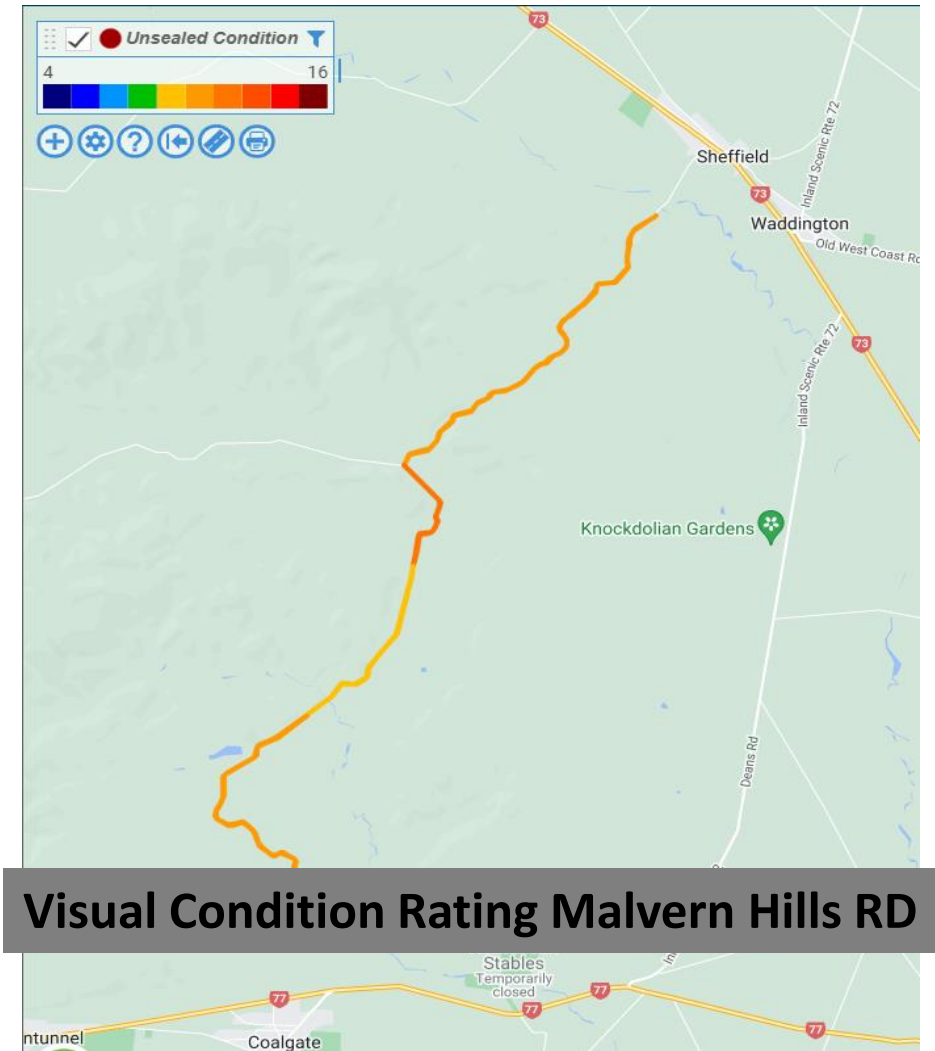 73
Unsealed Condition
4 16
Inland Scenic Rte 72
Sheffield
73
Waddington
Old West Coast Rd
Inland Scenic Rte 72
73
Knockdolian Gardens
Deans Rd
Visual Condition Rating Malvern Hills RD
Stables
Temporarily
closed
77
77
77
77
ntunnel
Coalgate